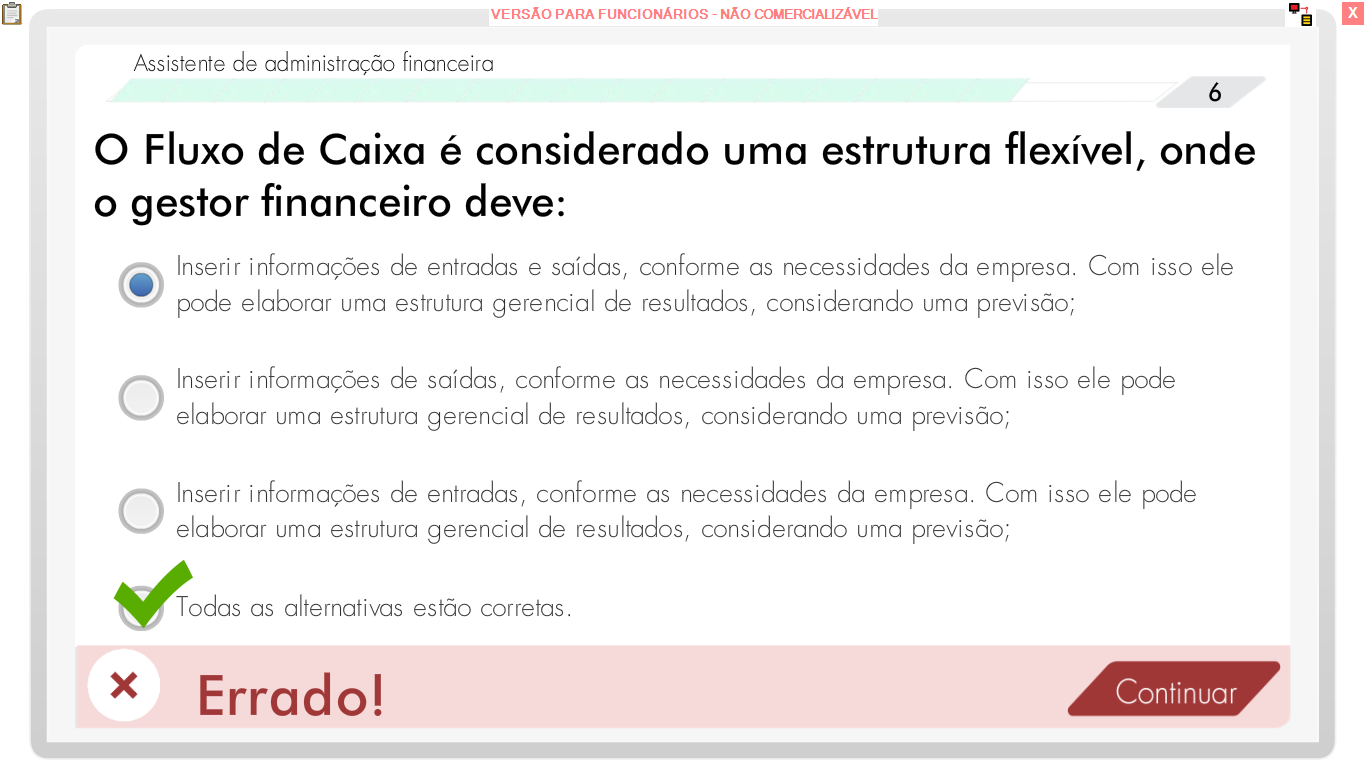 VERSÃO PARA FUNCIONÁRIOS - NÃO COMERCIALIZÁVEL
X
Assistente de administração financeira
6
O Fluxo de Caixa é considerado uma estrutura flexível, onde
o gestor financeiro deve:
Inserir informações de entradas e saídas, conforme as necessidades da empresa. Com isso ele
pode elaborar uma estrutura gerencial de resultados, considerando uma previsão;
Inserir informações de saídas, conforme as necessidades da empresa. Com isso ele pode
elaborar uma estrutura gerencial de resultados, considerando uma previsão;
Inserir informações de entradas, conforme as necessidades da empresa. Com isso ele pode
elaborar uma estrutura gerencial de resultados, considerando uma previsão;
Todas as alternativas estão corretas.
Errado!
Continuar